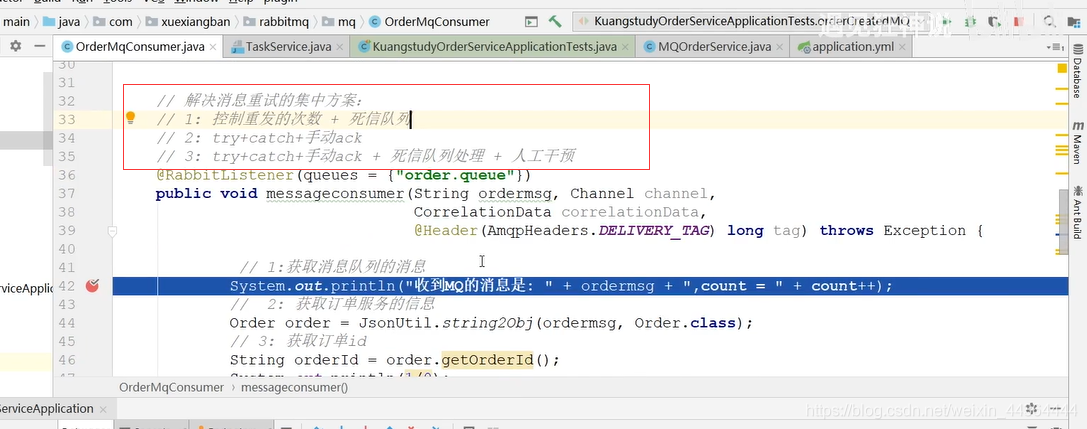 main java com xuexiangban rabbitmq mq OrderMqConsumer KuangstudyOrderServiceApplicationTests.orderCreatedMQ
OrderMqConsumer.java TaskService.java KuangstudyOrderServiceApplicationTests.java MQOrderService.java application.yml
31
32 // 解决消息重试的集中方案:
33 // 1: 控制重发的次数 + 死信队列
34 // 2: try+catch+手动ack
35 // 3: try+catch+手动ack + 死信队列处理 + 人工干预
36 @RabbitListener(queues = {"order.queue"})
37 public void messageconsumer(String ordermsg, Channel channel,
38 CorrelationData correlationData,
39 @Header(AmqpHeaders.DELIVERY_TAG) long tag) throws Exception {
40
41 // 1:获取消息队列的消息
42 System.out.println("收到MQ的消息是: " + ordermsg + ",count = " + count++);
43 // 2: 获取订单服务的信息
44 Order order = JsonUtil.string2Obj(ordermsg, Order.class);
45 // 3: 获取订单id
46 String orderId = order.getOrderId();
OrderMqConsumer › messageconsumer()
erviceApplication
Database
m Maven
Ant Build
https://blog.csdn.net/weixin_44364444